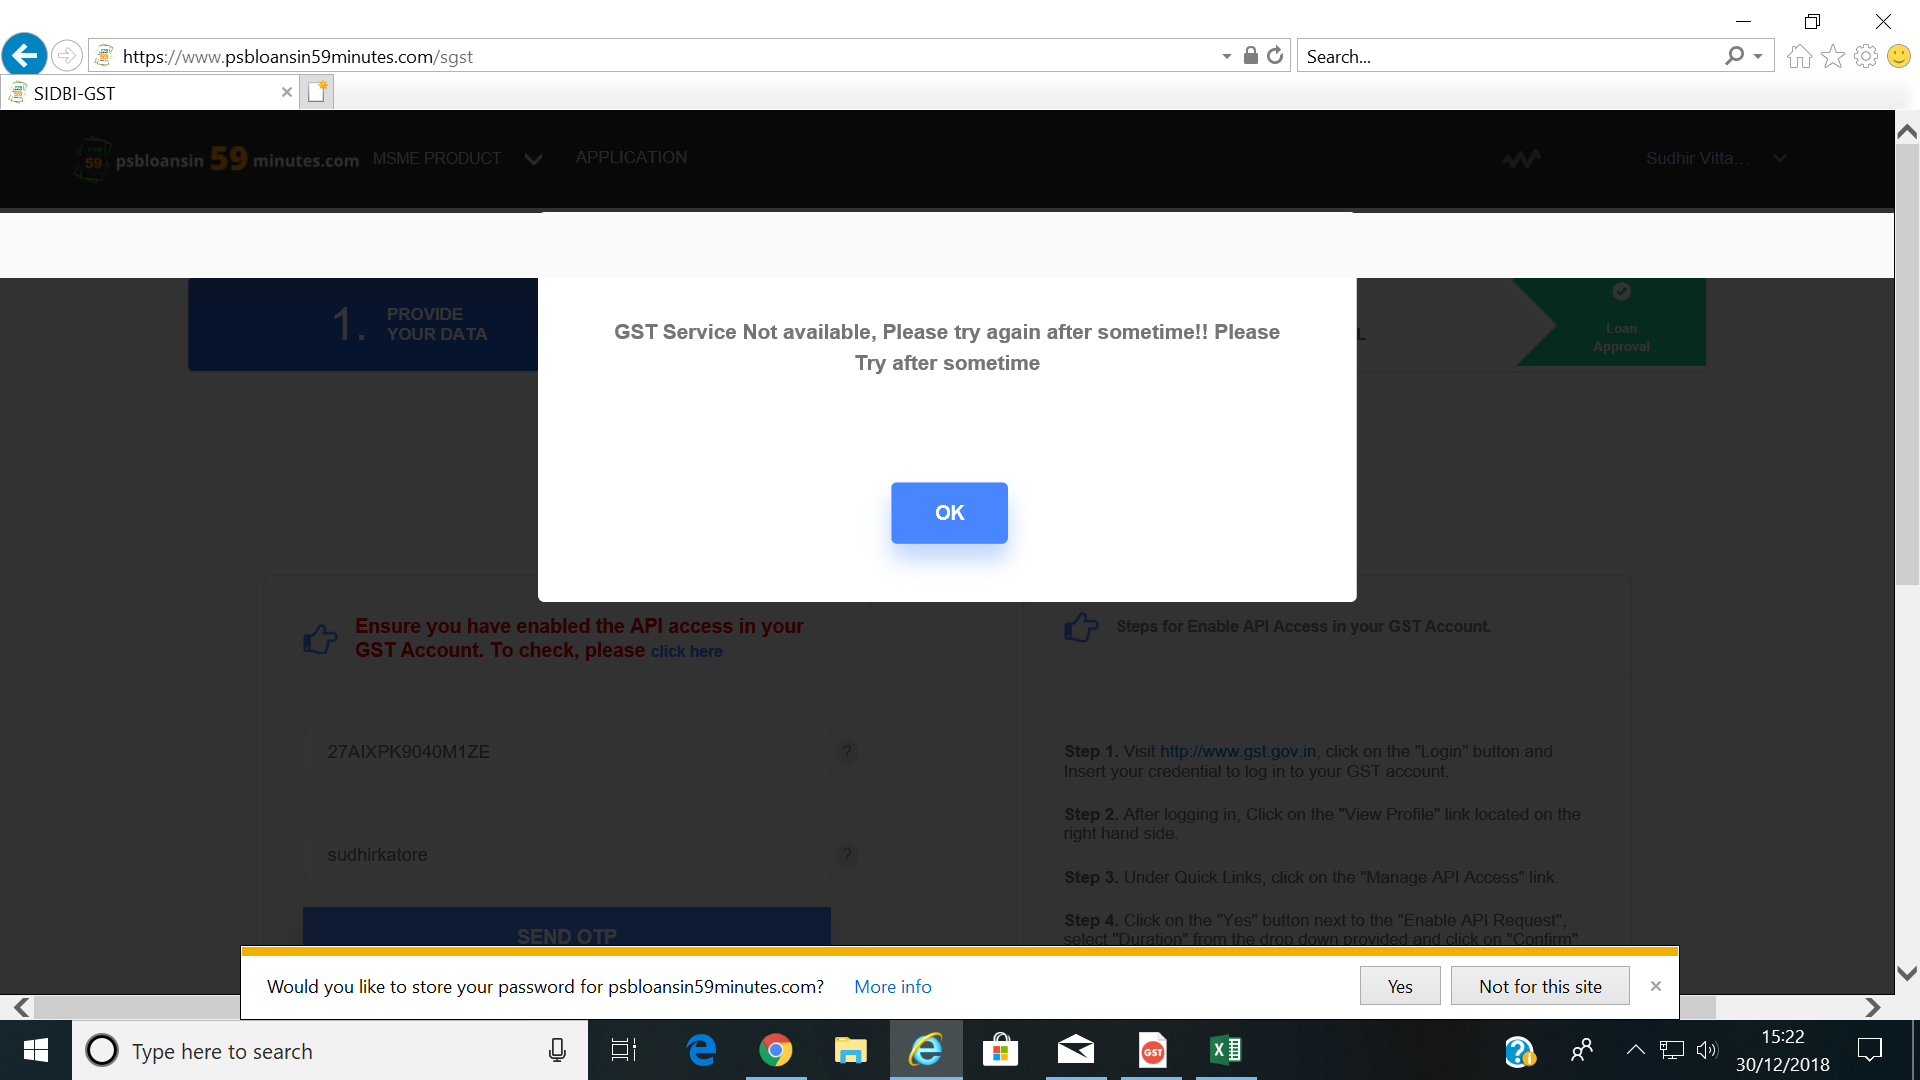 https://www.psbloansin59minutes.com/sgst
Search...
SIDBI-GST
59 psbloansin 59 minutes.com
MSME PRODUCT
APPLICATION
Sudhir Vitta...
1. PROVIDE
YOUR DATA
L
Loan
Approval
GST Service Not available, Please try again after sometime!! Please
Try after sometime
OK
Ensure you have enabled the API access in your
GST Account. To check, please click here
27AIXPK9040M1ZE
?
sudhirkatore
?
SEND OTP
Steps for Enable API Access in your GST Account.
Step 1. Visit http://www.gst.gov.in, click on the "Login" button and
Insert your credential to log in to your GST account.
Step 2. After logging in, Click on the "View Profile" link located on the
right hand side.
Step 3. Under Quick Links, click on the "Manage API Access" link.
Step 4. Click on the "Yes" button next to the "Enable API Request",
select "Duration" from the drop down provided and click on "Confirm"
Would you like to store your password for psbloansin59minutes.com? More info
Yes
Not for this site
Type here to search
GST
15:22
30/12/2018